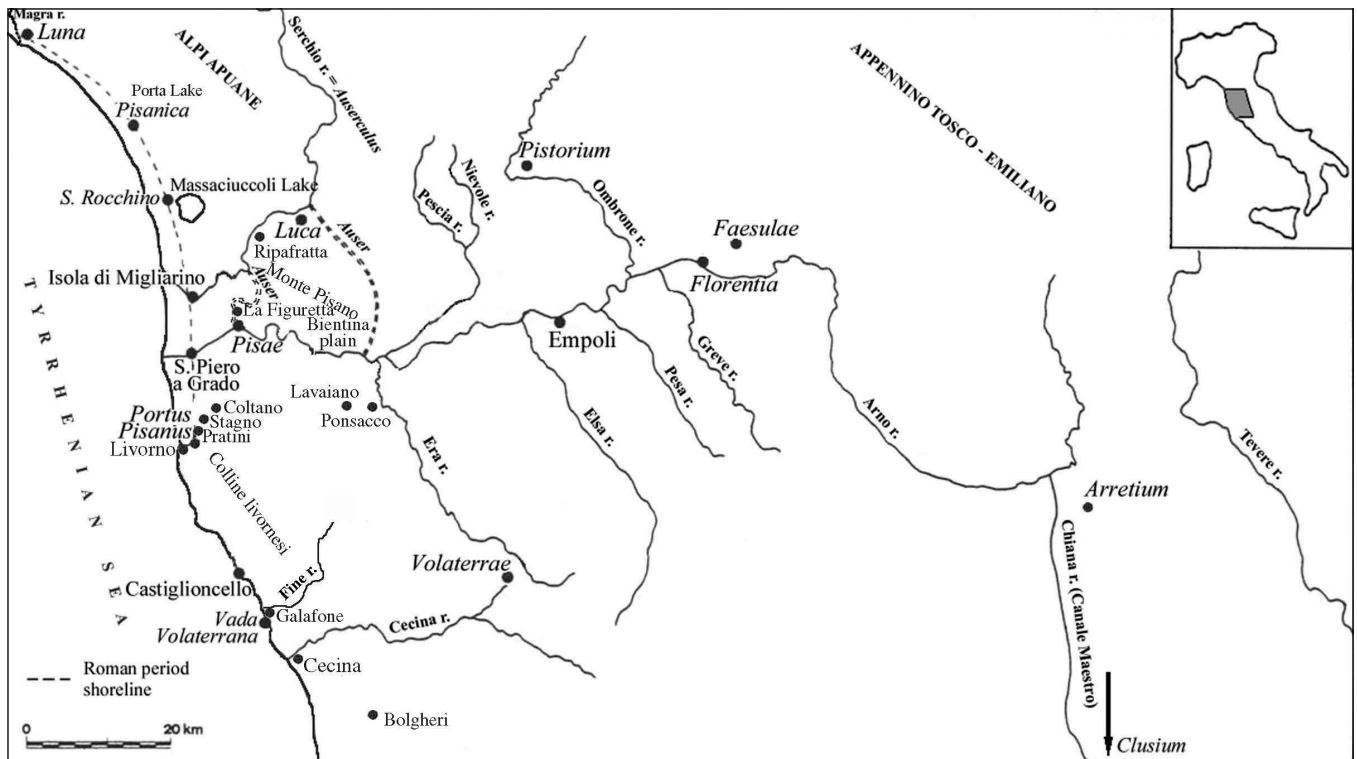 Magra r.
Luna
ALPI APUANE
Serchio r. = Auserculus
APPENNINO TOSCO - EMILIANO
Porta Lake
Pisanica
Pistorium
Nievole r.
Pescia r.
Ombrone r.
S. Rocchino
Massaciuccoli Lake
Luca
Auser
Ripafratta
Faesulae
Florentia
Isola di Migliarino
Auser
Monte Pisano
La Figuretta
Bientina
plain
Pisae
Empoli
S. Piero
a Grado
Greve r.
Pesa r.
Elsa r.
Lavaiano
Ponsacco
Coltano
Portus
Pisanus
Stagno
Pratini
Livorno
Era r.
Arno r.
Tevere r.
TYRRHENIAN SEA
Colline livornesi
Arretium
Chiana r. (Canale Maestro)
Volaterrae
Castiglioncello
Fine r.
Galafone
Vada
Volaterrana
Cecina r.
Cecina
Roman period
shoreline
Bolgheri
0 20 km
Clusium